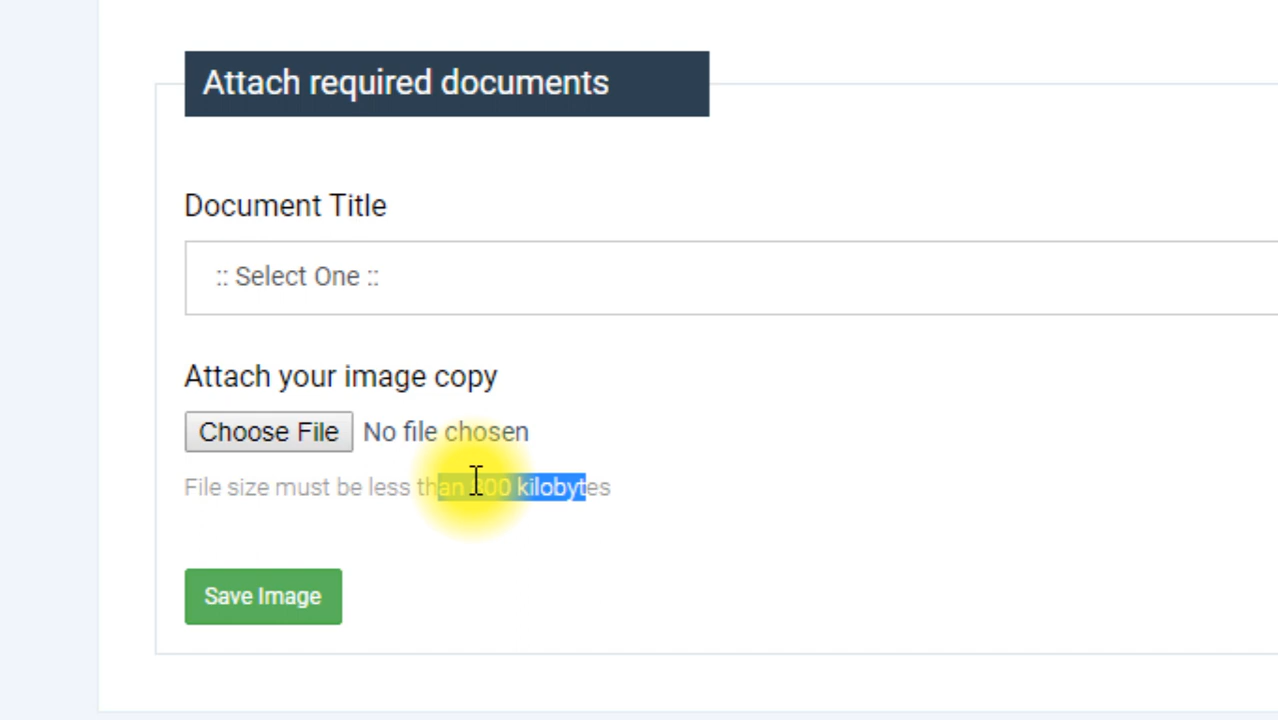 Attach required documents
Document Title
:: Select One ::
Attach your image copy
Choose File No file chosen
File size must be less than 300 kilobytes
Save Image